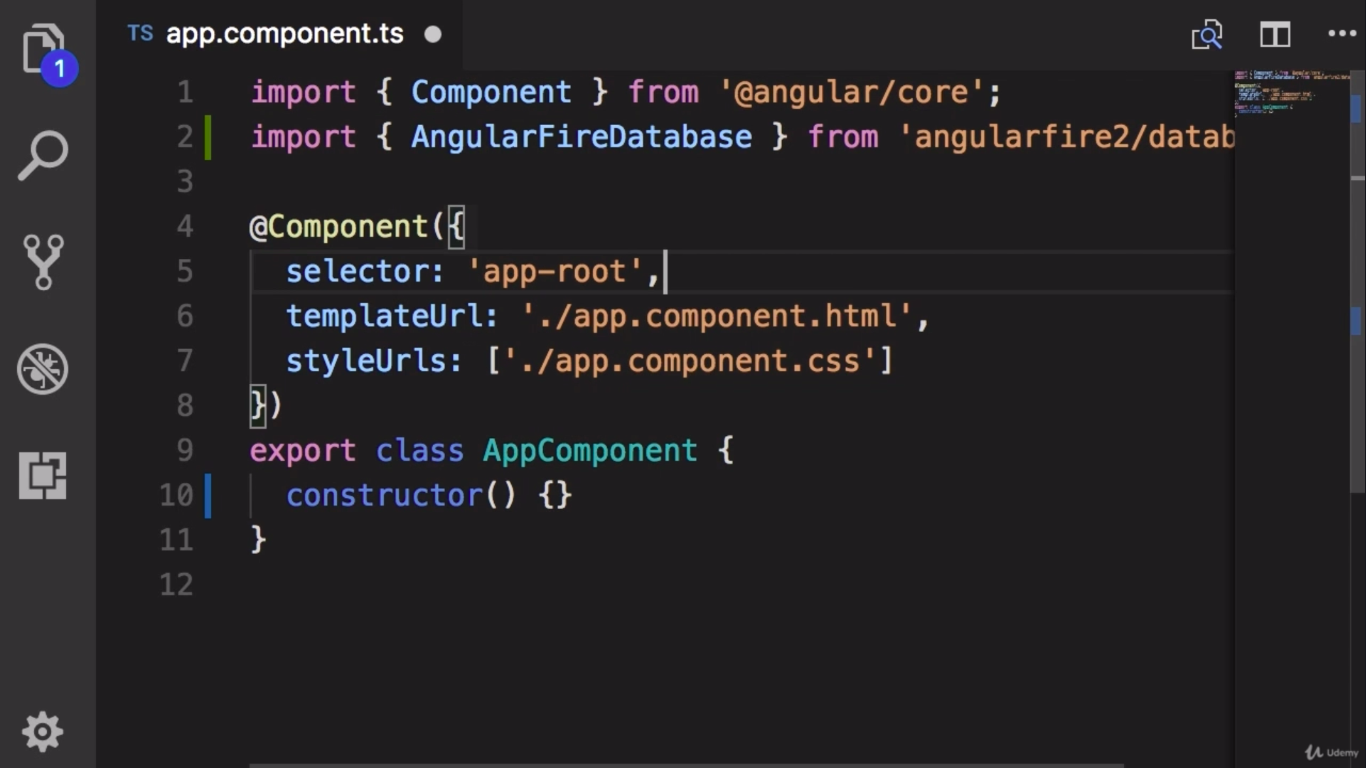 TS app.component.ts
1
1 import { Component } from '@angular/core';
2 import { AngularFireDatabase } from 'angularfire2/datab
3
4 @Component({
5 selector: 'app-root',
6 templateUrl: './app.component.html',
7 styleUrls: ['./app.component.css']
8 })
9 export class AppComponent {
10 constructor() {}
11 }
12
Udemy